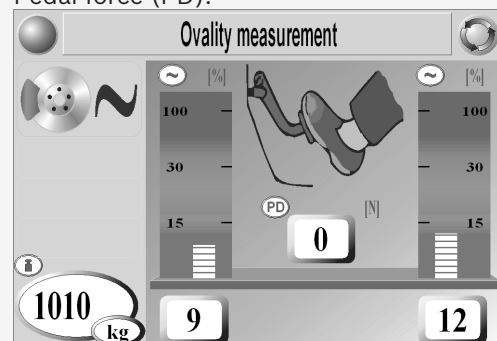 Pedal force (PD).
Ovality measurement
~ [%] ~ [%]
100 100
30 30
PD [N]
15 15
0
i
1010 kg
9 12